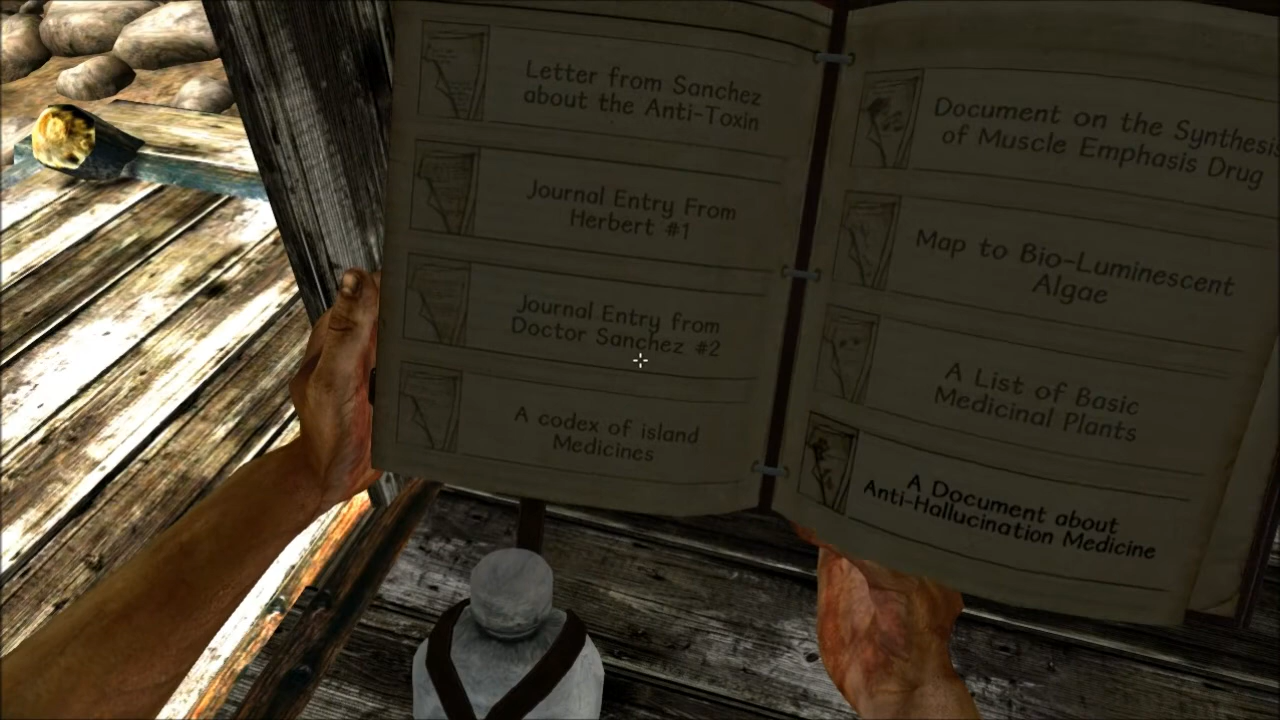 Letter from Sanchez
about the Anti-Toxin
Journal Entry From
Herbert #1
Journal Entry from
Doctor Sanchez #2
A codex of island
Medicines
Document on the Synthesis
of Muscle Emphasis Drug
Map to Bio-Luminescent
Algae
A List of Basic
Medicinal Plants
A Document about
Anti-Hallucination Medicine